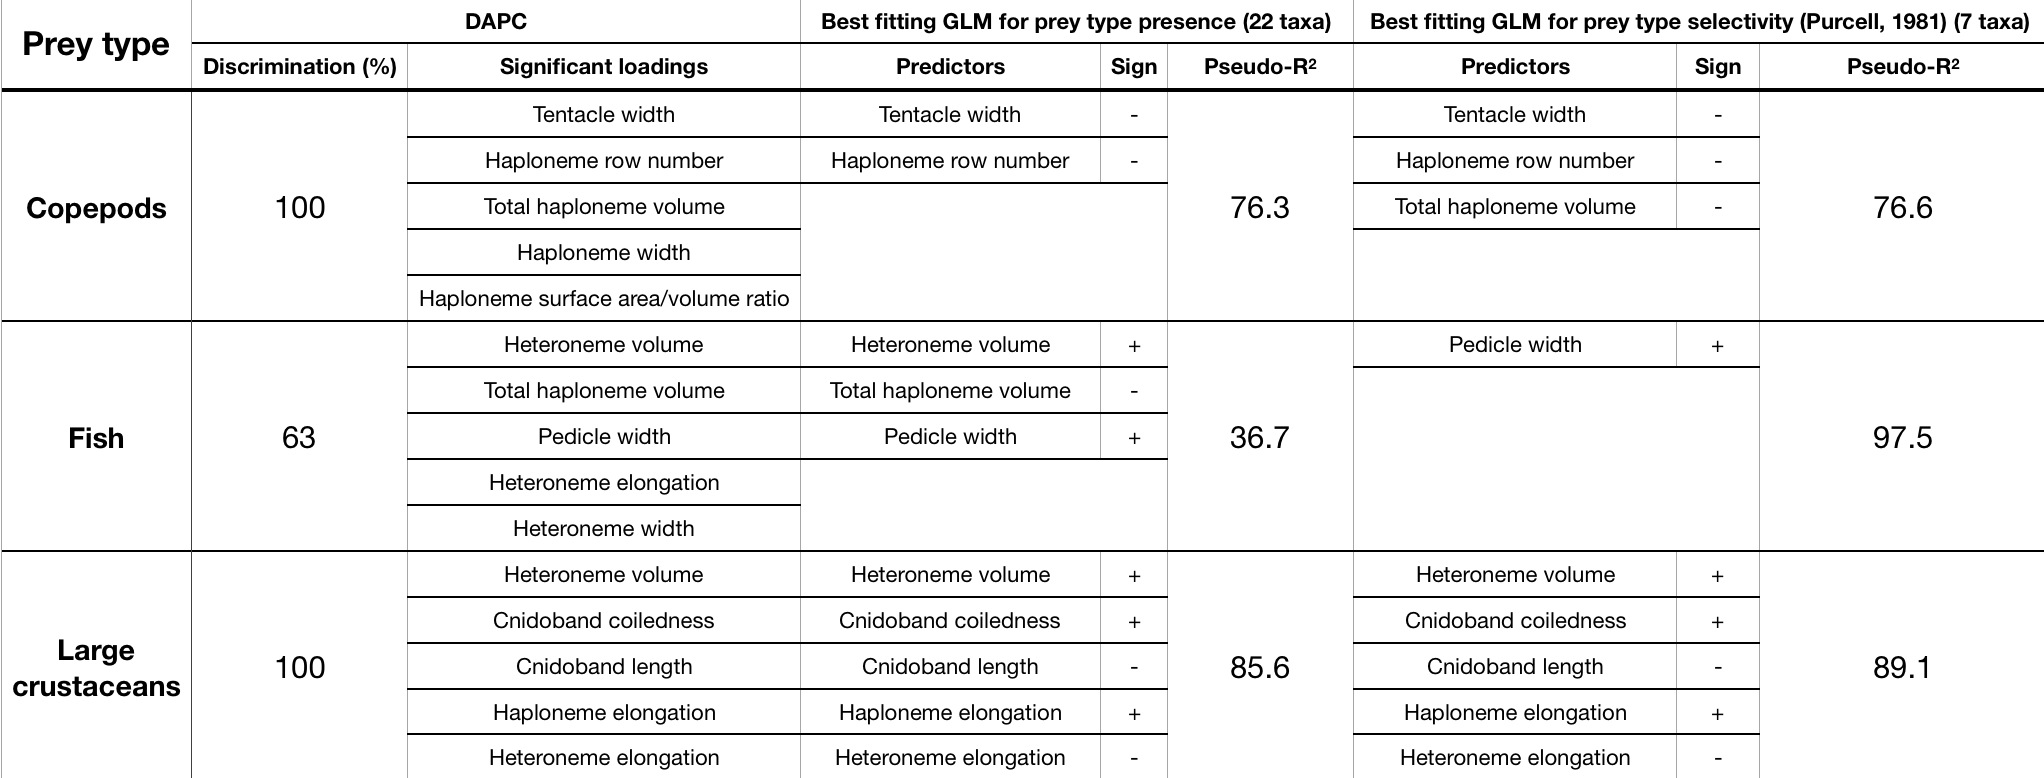 Prey type	DAPC	Best fitting GLM for prey type presence (22 taxa)	Best fitting GLM for prey type selectivity (Purcell, 1981) (7 taxa)
Discrimination (%)	Significant loadings	Predictors	Sign	Pseudo-R²	Predictors	Sign	Pseudo-R²
Copepods	100	Tentacle width	Tentacle width	-	76.3	Tentacle width	-	76.6
Haploneme row number	Haploneme row number	-	Haploneme row number	-
Total haploneme volume	Total haploneme volume	-
Haploneme width
Haploneme surface area/volume ratio
Fish	63	Heteroneme volume	Heteroneme volume	+	36.7	Pedicle width	+	97.5
Total haploneme volume	Total haploneme volume	-
Pedicle width	Pedicle width	+
Heteroneme elongation
Heteroneme width
Large crustaceans	100	Heteroneme volume	Heteroneme volume	+	85.6	Heteroneme volume	+	89.1
Cnidoband coiledness	Cnidoband coiledness	+	Cnidoband coiledness	+
Cnidoband length	Cnidoband length	-	Cnidoband length	-
Haploneme elongation	Haploneme elongation	+	Haploneme elongation	+
Heteroneme elongation	Heteroneme elongation	-	Heteroneme elongation	-